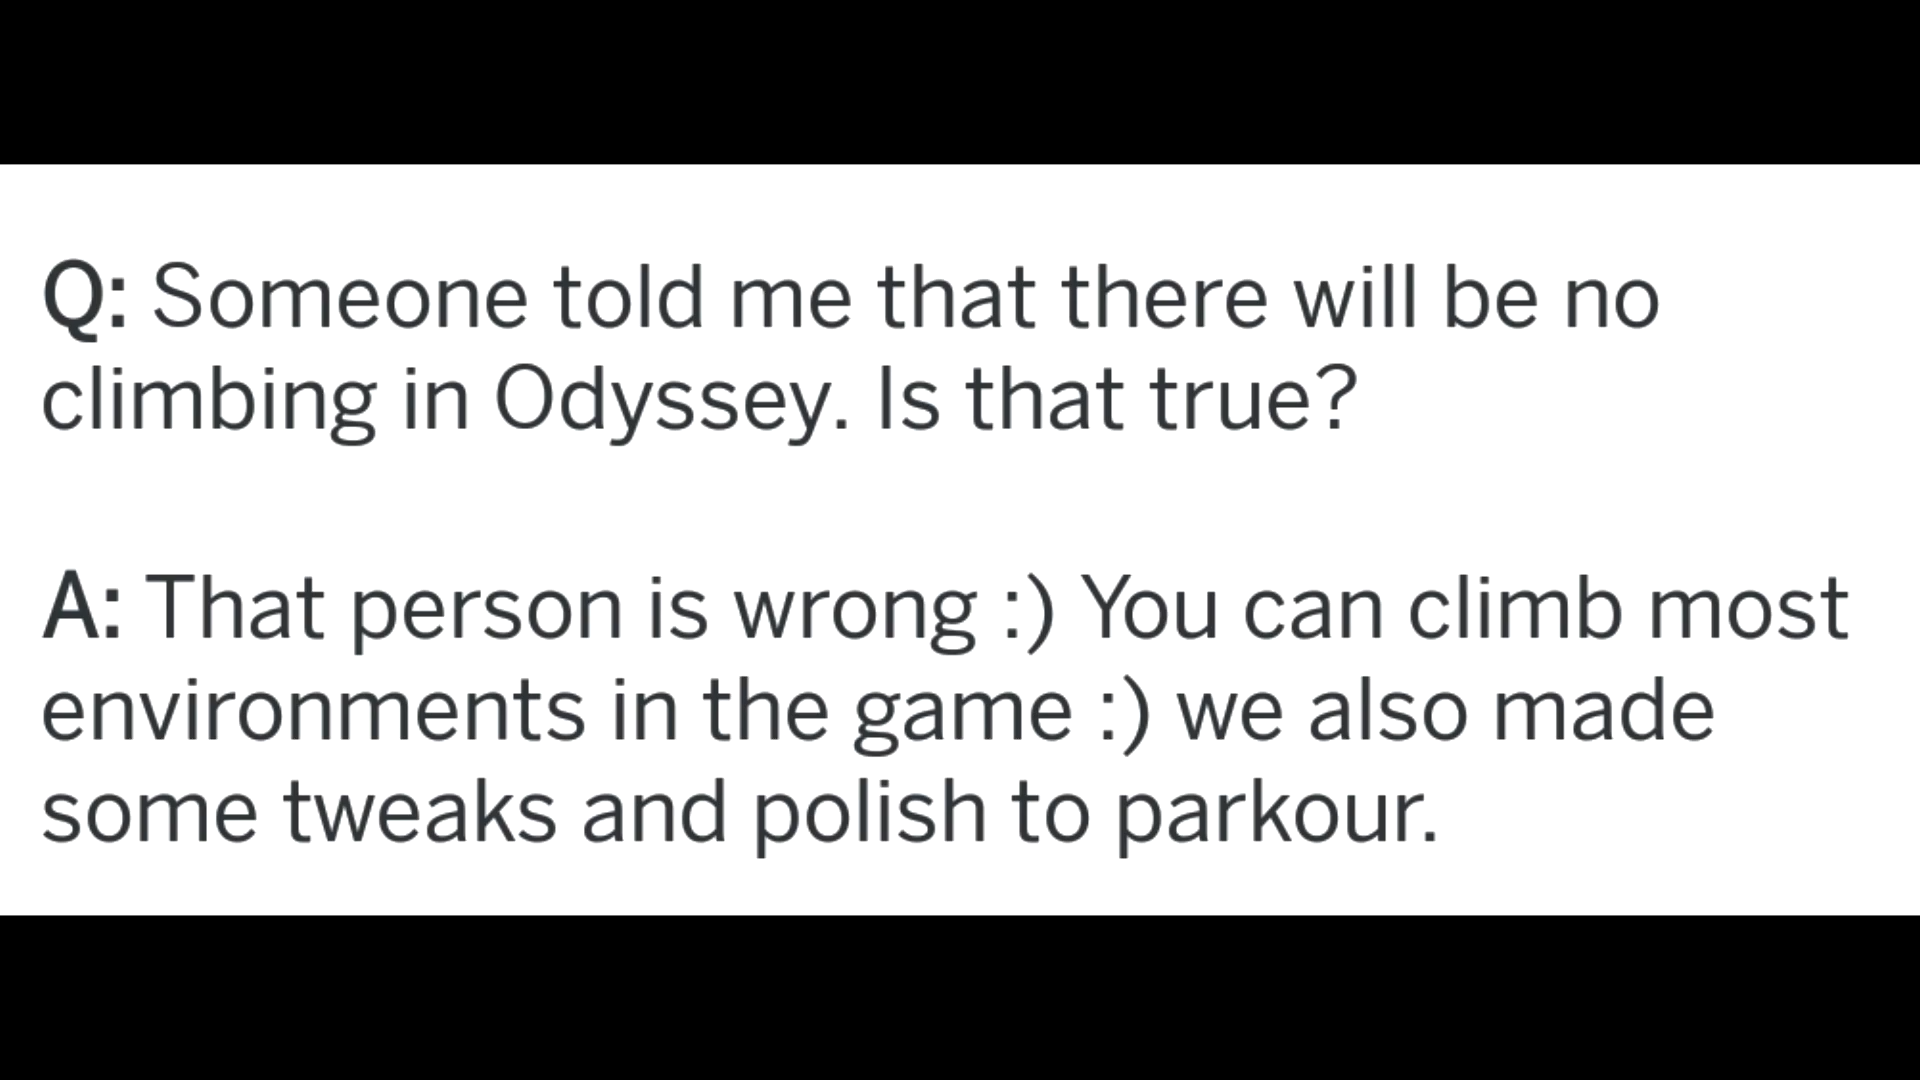 Q: Someone told me that there will be no
climbing in Odyssey. Is that true?
A: That person is wrong :) You can climb most
environments in the game :) we also made
some tweaks and polish to parkour.